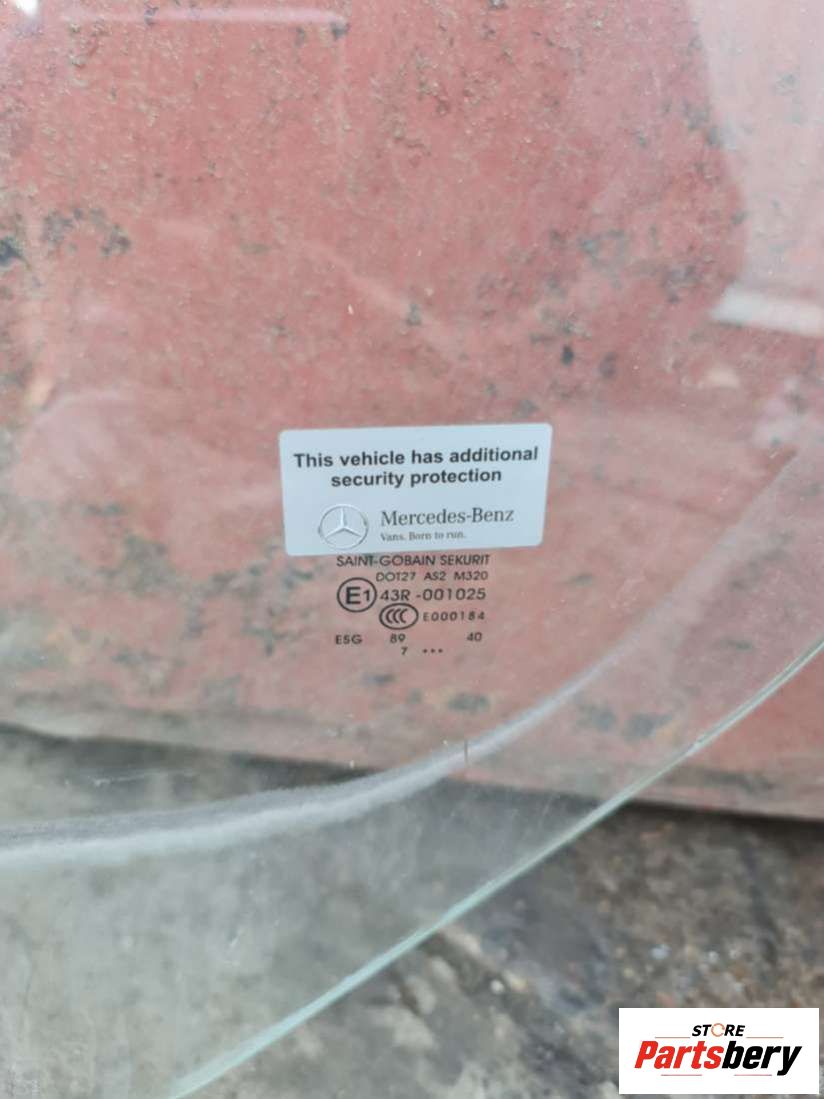 This vehicle has additional
security protection
Mercedes-Benz
Vans. Born to run.
SAINT-GOBAIN SEKURIT
DOT27 AS2 M320
E1 43R -001025
CCC E000184
ESG 89 40
7 ...
STORE
Partsbery